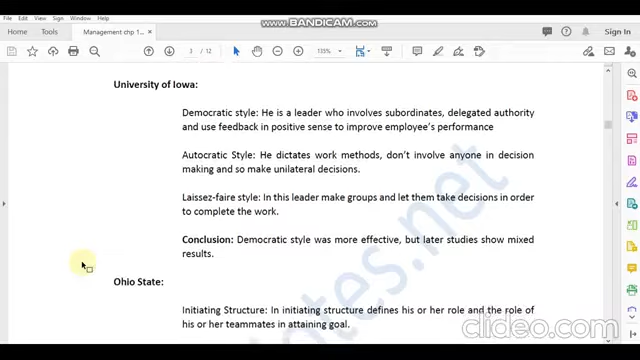 www.BANDICAM.com
File Edit View Sign Window Help
Home Tools Management chp 1... ×
3 / 12 135%
University of Iowa:
Democratic style: He is a leader who involves subordinates, delegated authority
and use feedback in positive sense to improve employee's performance
Autocratic Style: He dictates work methods, don't involve anyone in decision
making and so make unilateral decisions.
Laissez-faire style: In this leader make groups and let them take decisions in order
to complete the work.
Conclusion: Democratic style was more effective, but later studies show mixed
results.
Ohio State:
Initiating Structure: In initiating structure defines his or her role and the role of
his or her teammates in attaining goal.
clideo.com